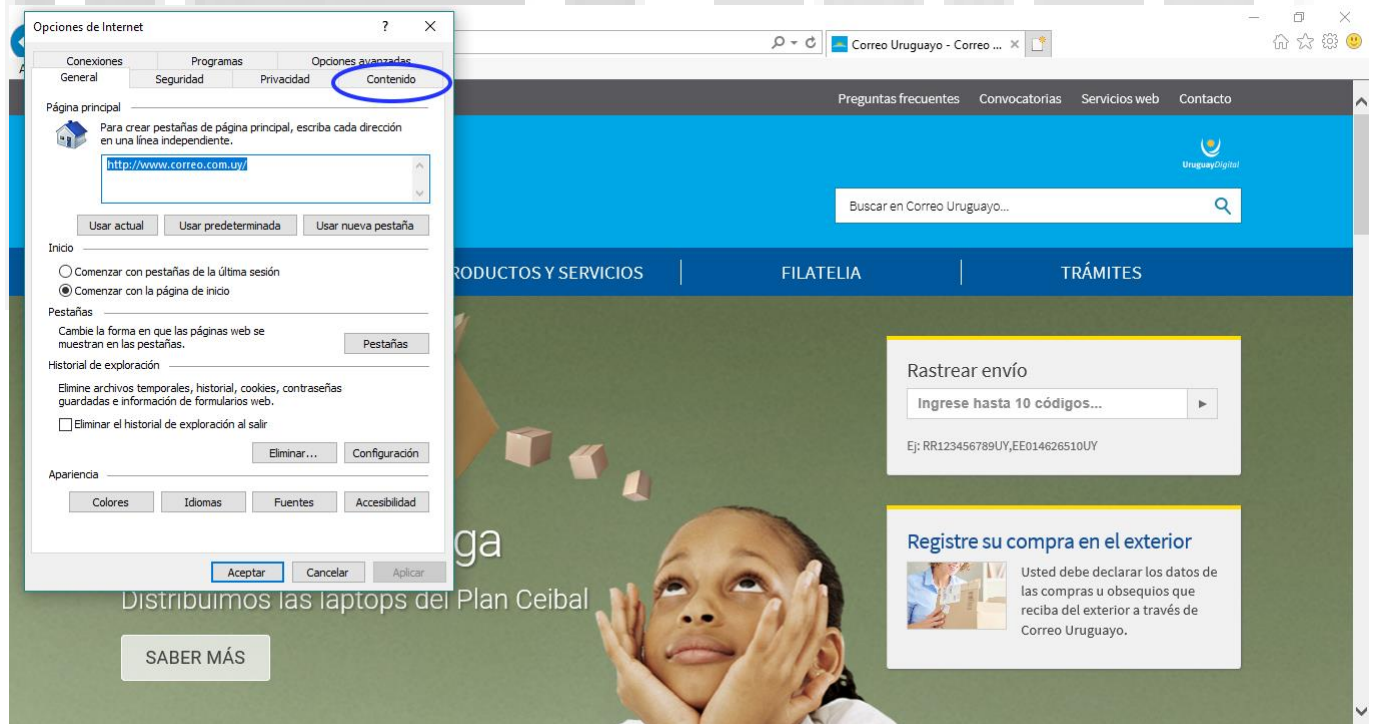 Opciones de Internet
?
Conexiones Programas Opciones avanzadas
General Seguridad Privacidad Contenido
Página principal
Para crear pestañas de página principal, escriba cada dirección
en una línea independiente.
http://www.correo.com.uy/
Usar actual Usar predeterminada Usar nueva pestaña
Inicio
Comenzar con pestañas de la última sesión
Comenzar con la página de inicio
Pestañas
Cambie la forma en que las páginas web se
muestran en las pestañas.
Pestañas
Historial de exploración
Elimine archivos temporales, historial, cookies, contraseñas
guardadas e información de formularios web.
Eliminar el historial de exploración al salir
Eliminar... Configuración
Apariencia
Colores Idiomas Fuentes Accesibilidad
Aceptar Cancelar Aplicar
Correo Uruguayo - Correo ...
Preguntas frecuentes Convocatorias Servicios web Contacto
UruguayDigital
Buscar en Correo Uruguayo...
RODUCTOS Y SERVICIOS FILATELIA TRÁMITES
Rastrear envío
Ingrese hasta 10 códigos...
Ej: RR123456789UY,EE014626510UY
ga
Distribuimos las laptops del Plan Ceibal
SABER MÁS
Registre su compra en el exterior
Usted debe declarar los datos de
las compras u obsequios que
reciba del exterior a través de
Correo Uruguayo.